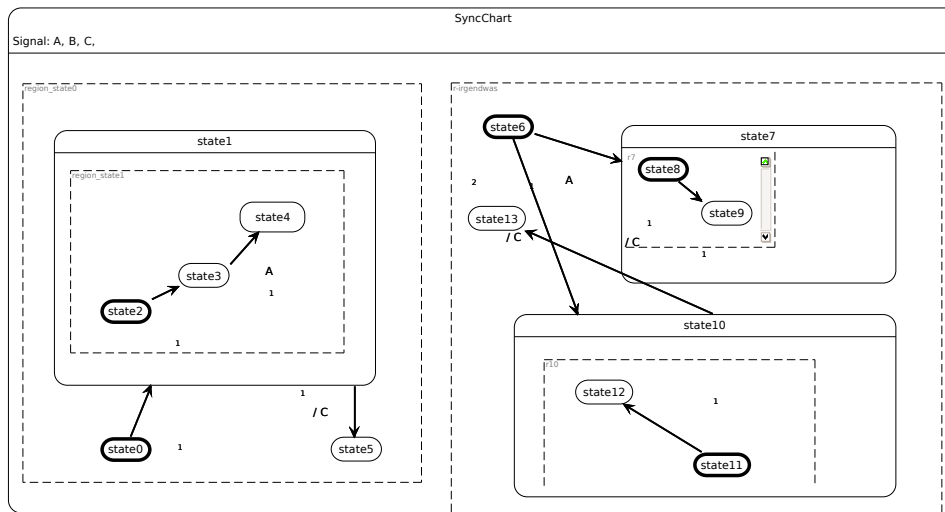 SyncChart
Signal: A, B, C,
region_state0
state1
region_state1
state4
state3
A
1
state2
1
1
/ C
state0
1
state5
r-irgendwas
state6
state7
r7
state8
2
1
A
state13
state9
1
/ C
/ C
1
state10
r10
state12
1
state11